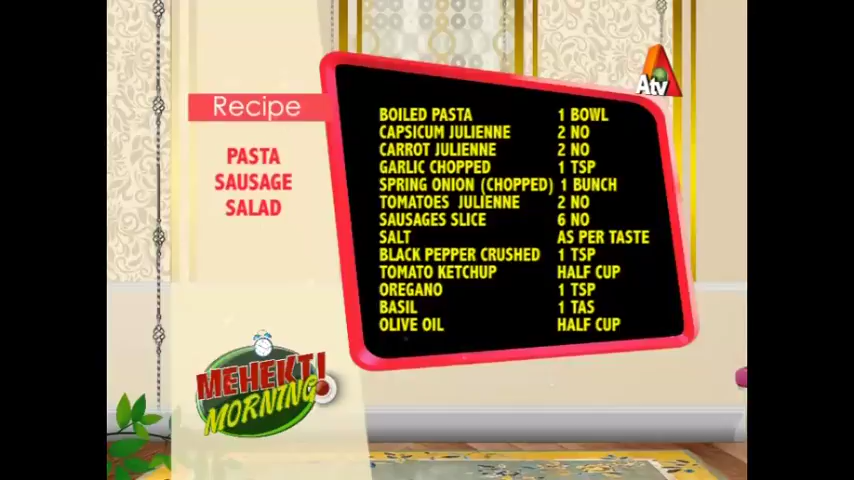 Atv
Recipe
PASTA
SAUSAGE
SALAD
BOILED PASTA 1 BOWL
CAPSICUM JULIENNE 2 NO
CARROT JULIENNE 2 NO
GARLIC CHOPPED 1 TSP
SPRING ONION (CHOPPED) 1 BUNCH
TOMATOES JULIENNE 2 NO
SAUSAGES SLICE 6 NO
SALT AS PER TASTE
BLACK PEPPER CRUSHED 1 TSP
TOMATO KETCHUP HALF CUP
OREGANO 1 TSP
BASIL 1 TAS
OLIVE OIL HALF CUP
MEHEKTI
MORNING